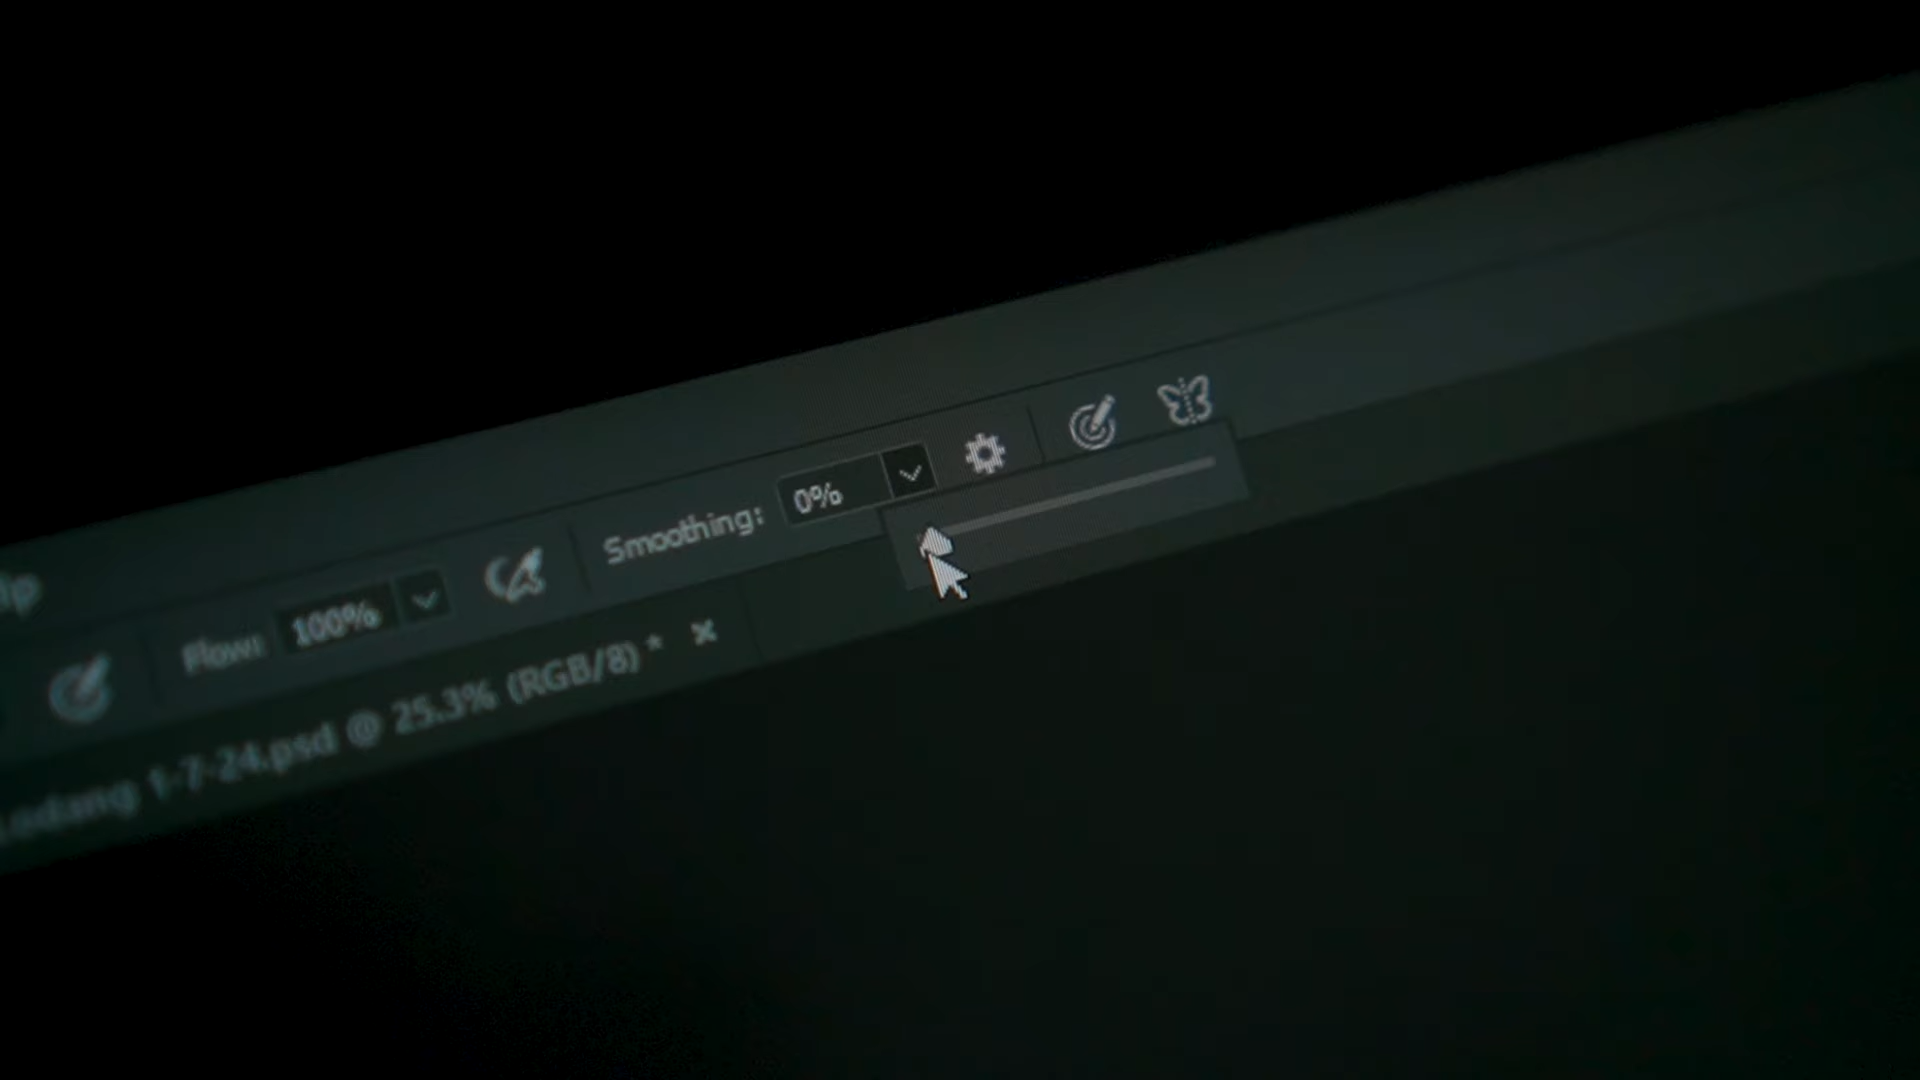 Smoothing: 0%
Flow: 100%
1-7-24.psd @ 25.3% (RGB/8) *